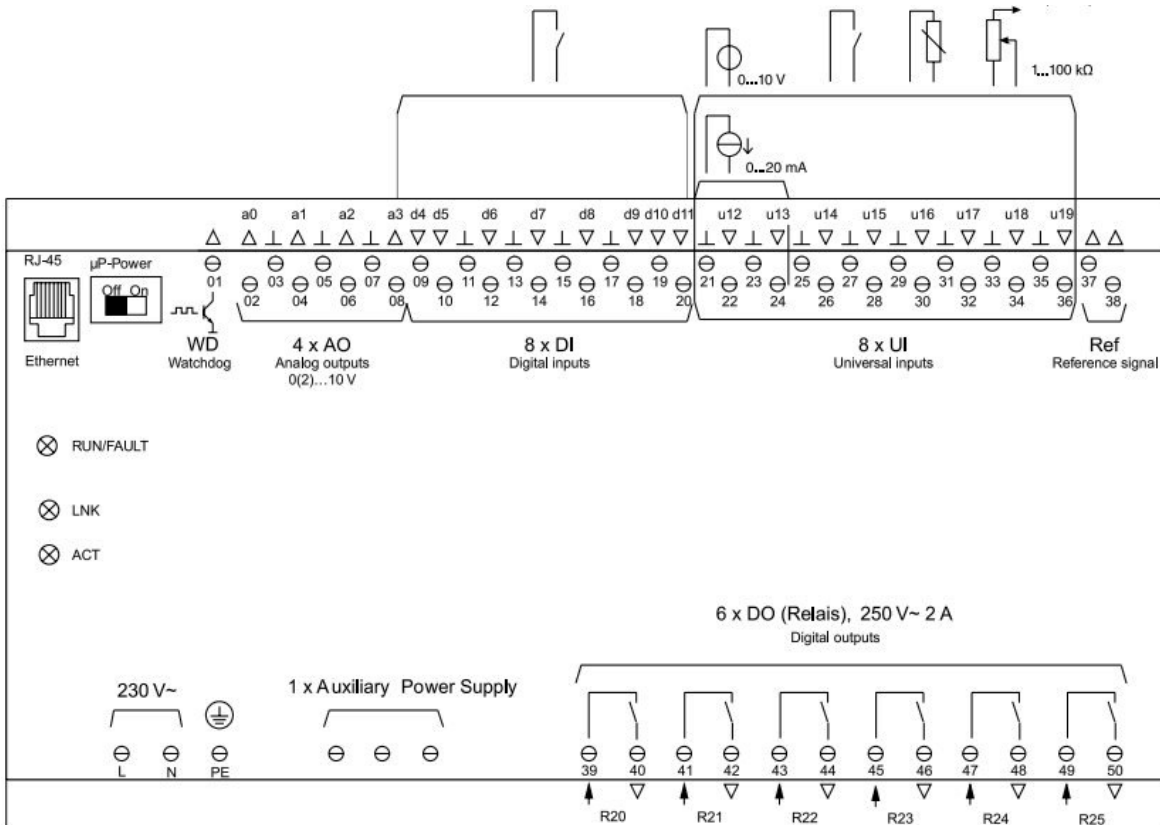 0...10 V
1...100 kΩ
0...20 mA
a0 a1 a2 a3 d4 d5 d6 d7 d8 d9 d10 d11 u12 u13 u14 u15 u16 u17 u18 u19
RJ-45
µP-Power
Off On
01 03 05 07 09 11 13 15 17 19 21 23 25 27 29 31 33 35 37
02 04 06 08 10 12 14 16 18 20 22 24 26 28 30 32 34 36 38
Ethernet
WD
Watchdog
4 x AO
Analog outputs
0(2)...10 V
8 x DI
Digital inputs
8 x UI
Universal inputs
Ref
Reference signal
RUN/FAULT
LNK
ACT
6 x DO (Relais), 250 V~ 2 A
Digital outputs
230 V~
1 x Auxiliary Power Supply
L N PE
39 40 41 42 43 44 45 46 47 48 49 50
R20 R21 R22 R23 R24 R25